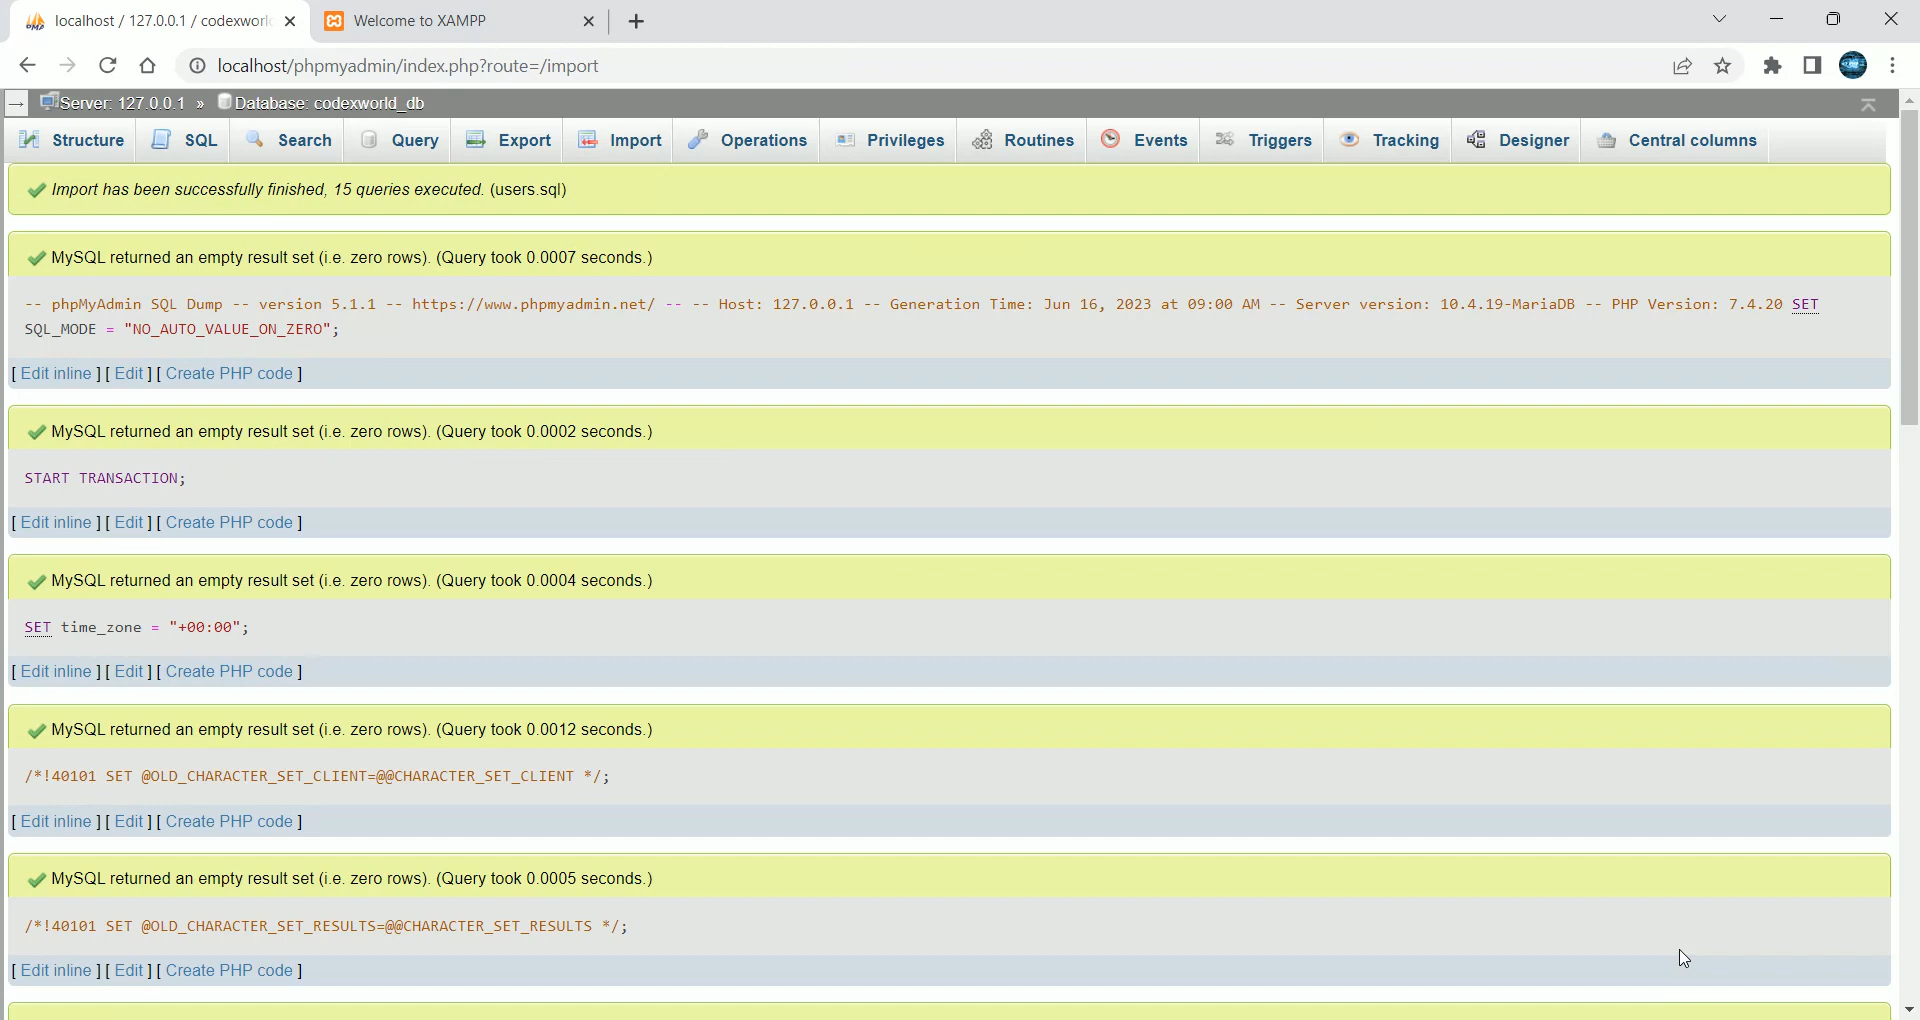 localhost / 127.0.0.1 / codexworl
Welcome to XAMPP
localhost/phpmyadmin/index.php?route=/import
Server: 127.0.0.1 » Database: codexworld_db
Structure SQL Search Query Export Import Operations Privileges Routines Events Triggers Tracking Designer Central columns
Import has been successfully finished, 15 queries executed. (users.sql)
MySQL returned an empty result set (i.e. zero rows). (Query took 0.0007 seconds.)
-- phpMyAdmin SQL Dump -- version 5.1.1 -- https://www.phpmyadmin.net/ -- -- Host: 127.0.0.1 -- Generation Time: Jun 16, 2023 at 09:00 AM -- Server version: 10.4.19-MariaDB -- PHP Version: 7.4.20 SET
SQL_MODE = "NO_AUTO_VALUE_ON_ZERO";
[ Edit inline ] [ Edit ] [ Create PHP code ]
MySQL returned an empty result set (i.e. zero rows). (Query took 0.0002 seconds.)
START TRANSACTION;
[ Edit inline ] [ Edit ] [ Create PHP code ]
MySQL returned an empty result set (i.e. zero rows). (Query took 0.0004 seconds.)
SET time_zone = "+00:00";
[ Edit inline ] [ Edit ] [ Create PHP code ]
MySQL returned an empty result set (i.e. zero rows). (Query took 0.0012 seconds.)
/*!40101 SET @OLD_CHARACTER_SET_CLIENT=@@CHARACTER_SET_CLIENT */;
[ Edit inline ] [ Edit ] [ Create PHP code ]
MySQL returned an empty result set (i.e. zero rows). (Query took 0.0005 seconds.)
/*!40101 SET @OLD_CHARACTER_SET_RESULTS=@@CHARACTER_SET_RESULTS */;
[ Edit inline ] [ Edit ] [ Create PHP code ]